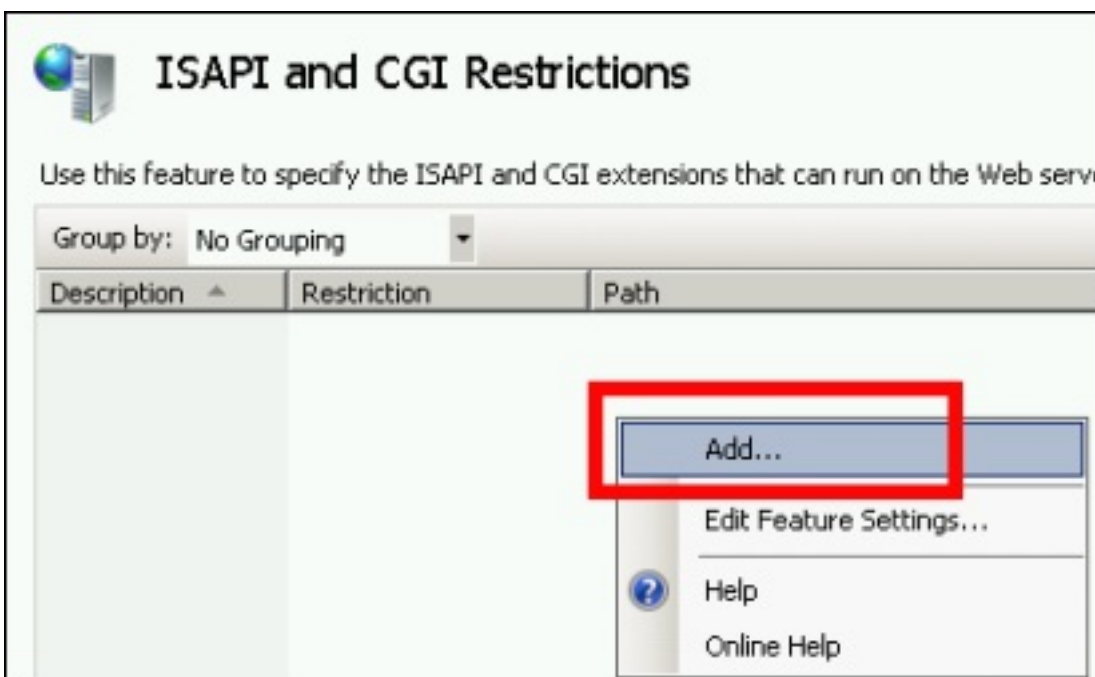 ISAPI and CGI Restrictions
Use this feature to specify the ISAPI and CGI extensions that can run on the Web serve
Group by: No Grouping
Description Restriction Path
Add...
Edit Feature Settings...
Help
Online Help